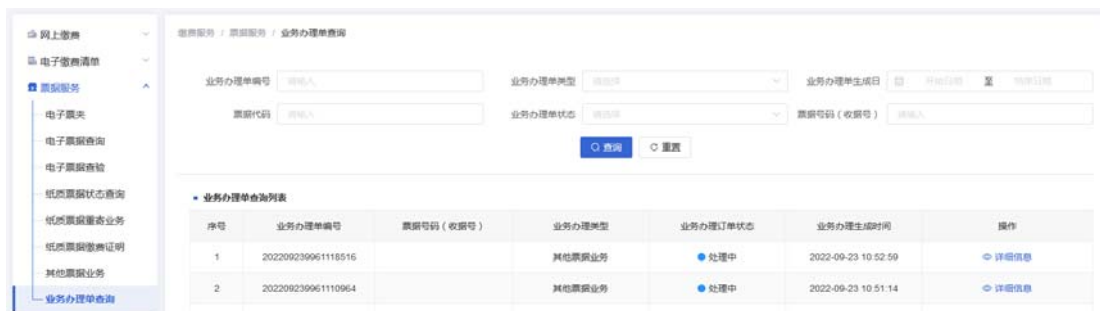 网上缴费
电子缴费清单
票据服务
电子票夹
电子票据查询
电子票据查验
纸质票据状态查询
纸质票据重寄业务
纸质票据缴费证明
其他票据业务
业务办理单查询
缴费服务 / 票据服务 / 业务办理单查询
业务办理单编号 请输入 业务办理单类型 请选择 业务办理单生成日 开始日期 至 结束日期
票据代码 请输入 业务办理单状态 请选择 票据号码(收据号) 请输入
查询 重置
业务办理单查询列表
序号 业务办理单编号 票据号码(收据号) 业务办理类型 业务办理订单状态 业务办理生成时间 操作
1 202209239961118516 其他票据业务 处理中 2022-09-23 10:52:59 详细信息
2 202209239961110964 其他票据业务 处理中 2022-09-23 10:51:14 详细信息